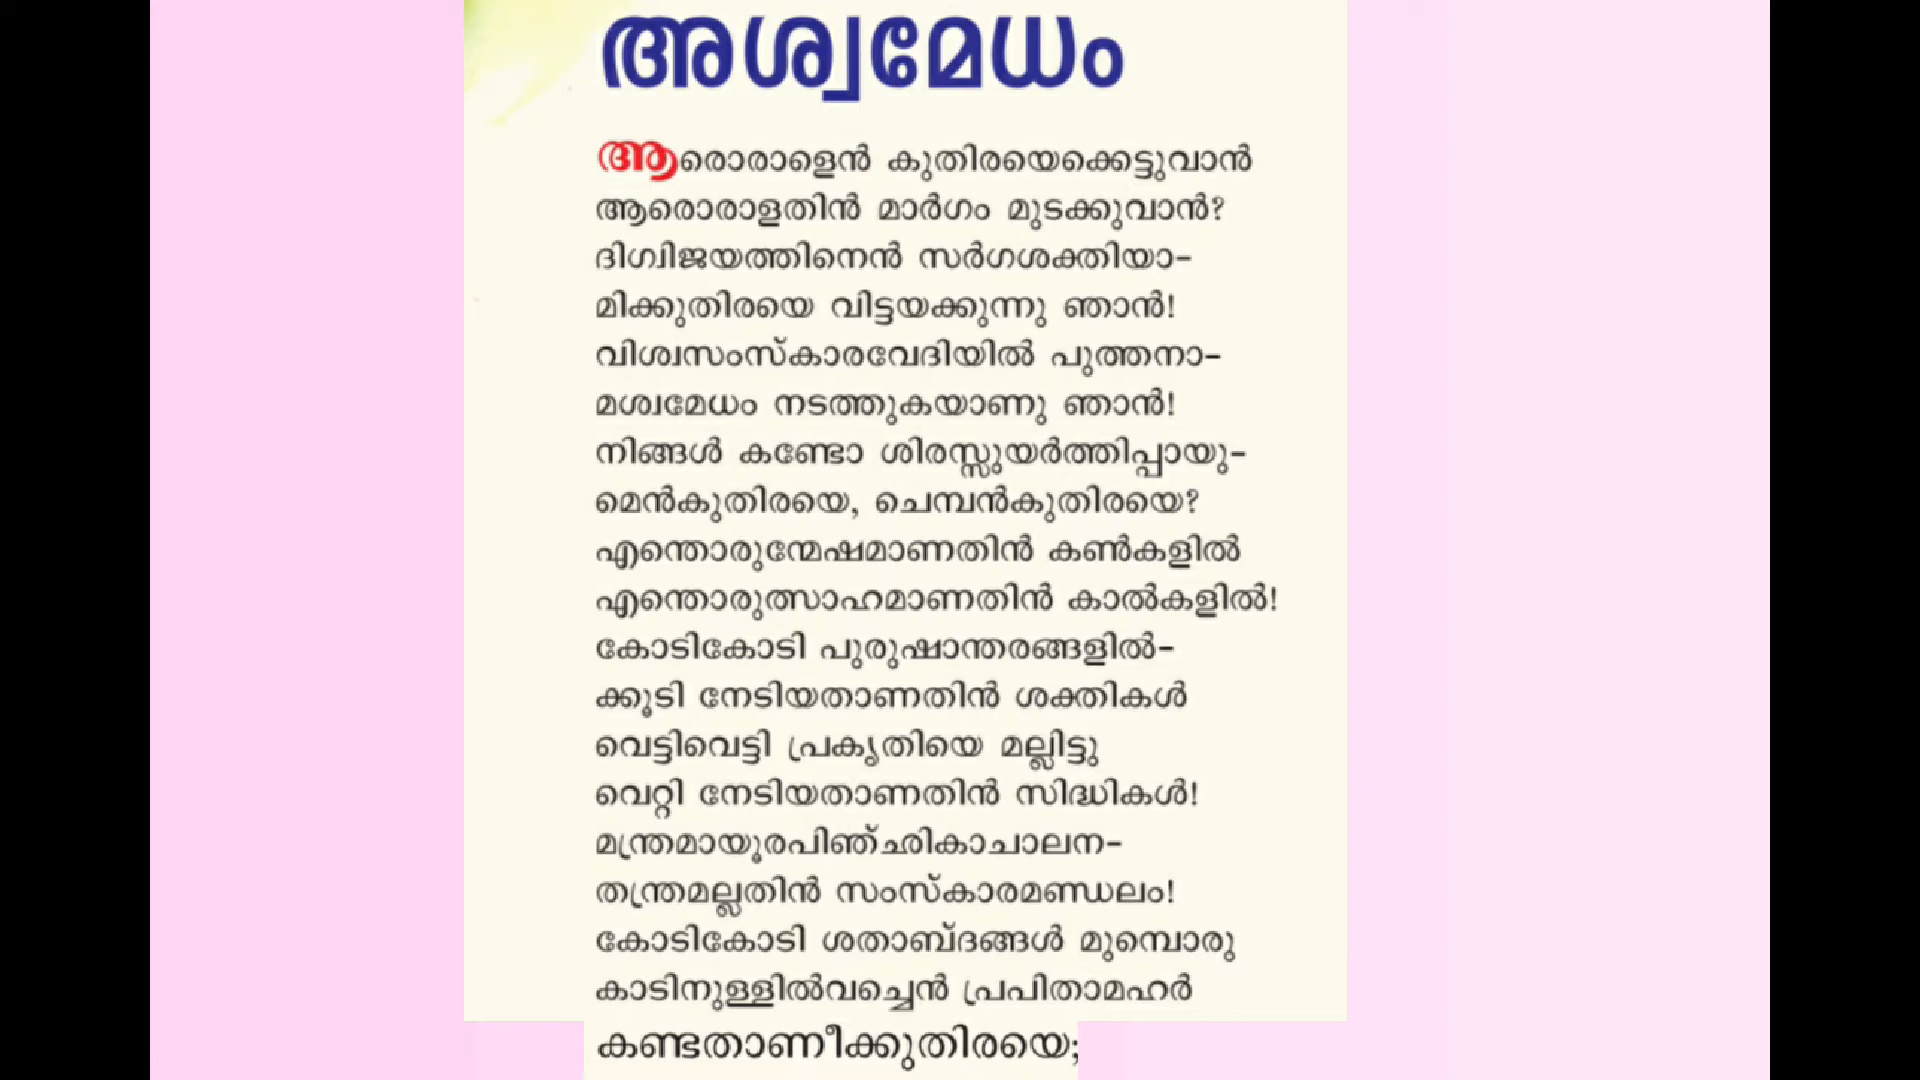 അശ്വമേധം
ആരൊരാളെൻ കുതിരയെക്കെട്ടുവാൻ
ആരൊരാളതിൻ മാർഗം മുടക്കുവാൻ?
ദിഗ്വിജയത്തിനെൻ സർഗശക്തിയാ-
മിക്കുതിരയെ വിട്ടയക്കുന്നു ഞാൻ!
വിശ്വസംസ്കാരവേദിയിൽ പുത്തനാ-
മശ്വമേധം നടത്തുകയാണു ഞാൻ!
നിങ്ങൾ കണ്ടോ ശിരസ്സുയർത്തിപ്പായു-
മെൻകുതിരയെ, ചെമ്പൻകുതിരയെ?
എന്തൊരുന്മേഷമാണതിൻ കൺകളിൽ
എന്തൊരുത്സാഹമാണതിൻ കാൽകളിൽ!
കോടികോടി പുരുഷാന്തരങ്ങളിൽ-
ക്കൂടി നേടിയതാണതിൻ ശക്തികൾ
വെട്ടിവെട്ടി പ്രകൃതിയെ മല്ലിട്ടു
വെറ്റി നേടിയതാണതിൻ സിദ്ധികൾ!
മന്ത്രമായൂരപിഞ്ഛികാചാലന-
തന്ത്രമല്ലതിൻ സംസ്കാരമണ്ഡലം!
കോടികോടി ശതാബ്ദങ്ങൾ മുമ്പൊരു
കാടിനുള്ളിൽവച്ചെൻ പ്രപിതാമഹർ
കണ്ടതാണീക്കുതിരയെ;